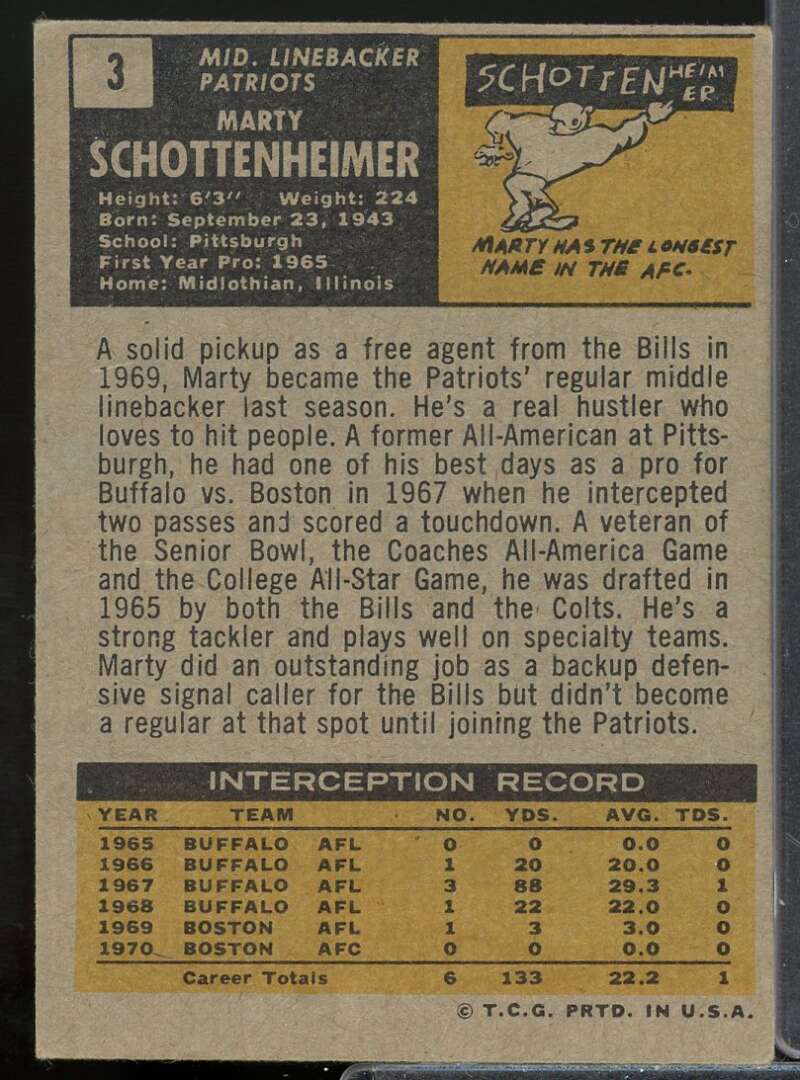 3
MID. LINEBACKER
PATRIOTS
MARTY
SCHOTTENHEIMER
Height: 6'3" Weight: 224
Born: September 23, 1943
School: Pittsburgh
First Year Pro: 1965
Home: Midlothian, Illinois
SCHOTTENHEIM
ER
MARTY HAS THE LONGEST
NAME IN THE AFC.
A solid pickup as a free agent from the Bills in
1969, Marty became the Patriots' regular middle
linebacker last season. He's a real hustler who
loves to hit people. A former All-American at Pitts-
burgh, he had one of his best days as a pro for
Buffalo vs. Boston in 1967 when he intercepted
two passes and scored a touchdown. A veteran of
the Senior Bowl, the Coaches All-America Game
and the College All-Star Game, he was drafted in
1965 by both the Bills and the Colts. He's a
strong tackler and plays well on specialty teams.
Marty did an outstanding job as a backup defen-
sive signal caller for the Bills but didn't become
a regular at that spot until joining the Patriots.
INTERCEPTION RECORD
YEAR TEAM NO. YDS. AVG. TDS.
1965 BUFFALO AFL 0 0 0.0 0
1966 BUFFALO AFL 1 20 20.0 0
1967 BUFFALO AFL 3 88 29.3 1
1968 BUFFALO AFL 1 22 22.0 0
1969 BOSTON AFL 1 3 3.0 0
1970 BOSTON AFC 0 0 0.0 0
Career Totals 6 133 22.2 1
© T.C.G. PRTD. IN U.S.A.